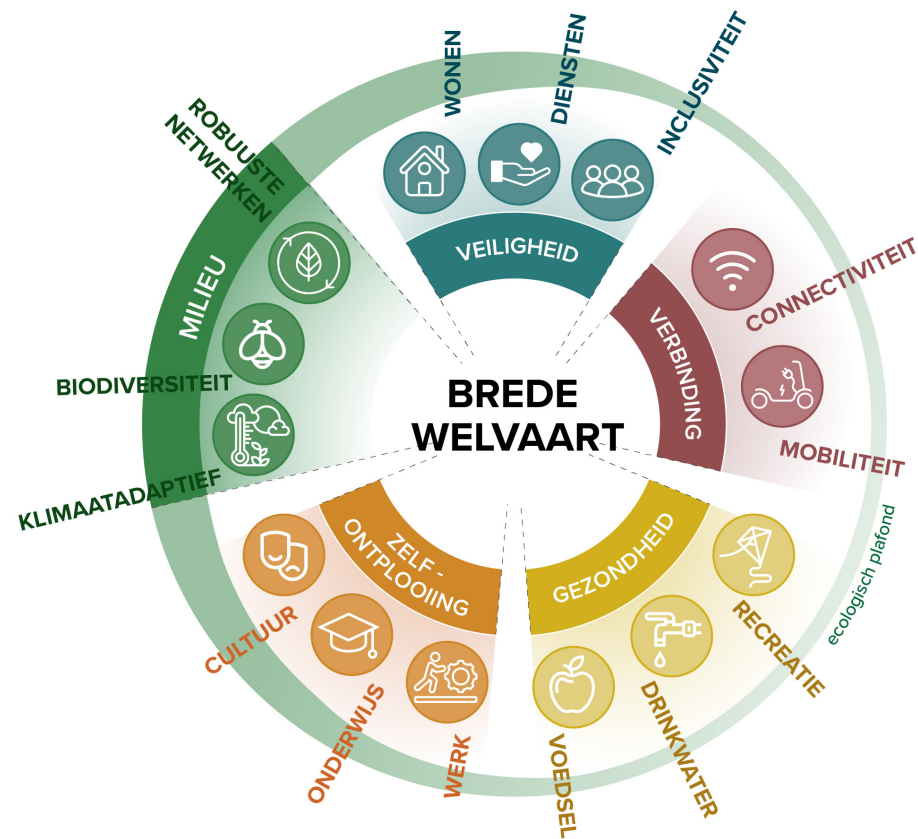 BREDE
WELVAART
VEILIGHEID
WONEN
DIENSTEN
INCLUSIVITEIT
VERBINDING
CONNECTIVITEIT
MOBILITEIT
ecologisch plafond
GEZONDHEID
RECREATIE
DRINKWATER
VOEDSEL
ZELF -
ONTPLOOIING
WERK
ONDERWIJS
CULTUUR
MILIEU
KLIMAATADAPTIEF
BIODIVERSITEIT
ROBUUSTE
NETWERKEN